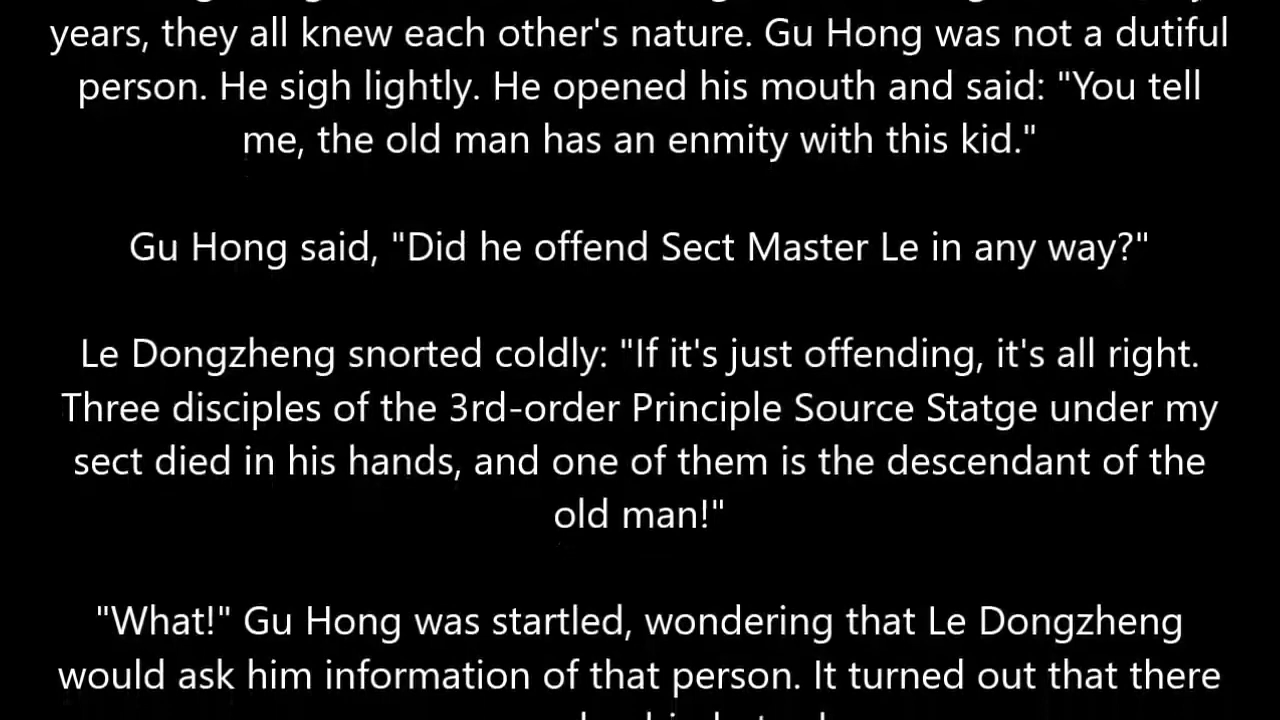 years, they all knew each other's nature. Gu Hong was not a dutiful
person. He sigh lightly. He opened his mouth and said: "You tell
me, the old man has an enmity with this kid."
Gu Hong said, "Did he offend Sect Master Le in any way?"
Le Dongzheng snorted coldly: "If it's just offending, it's all right.
Three disciples of the 3rd-order Principle Source Statge under my
sect died in his hands, and one of them is the descendant of the
old man!"
"What!" Gu Hong was startled, wondering that Le Dongzheng
would ask him information of that person. It turned out that there